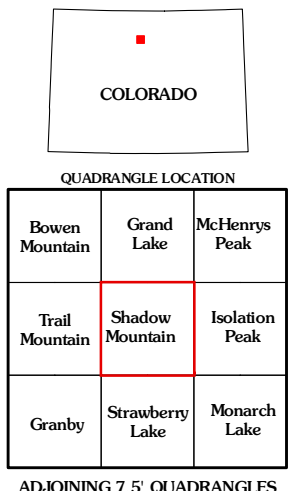 COLORADO
QUADRANGLE LOCATION
Bowen
Mountain
Grand
Lake
McHenrys
Peak
Trail
Mountain
Shadow
Mountain
Isolation
Peak
Granby
Strawberry
Lake
Monarch
Lake
ADJOINING 7.5' QUADRANGLES